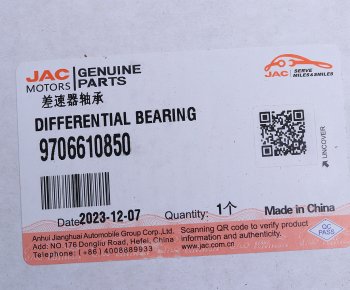 JAC MOTORS GENUINE PARTS
JAC SERVE MILES & SMILES
差速器轴承
DIFFERENTIAL BEARING
9706610850
UNCOVER
Date 2023-12-07 Quantity: 1个 Made in China
Anhui Jianghuai Automobile Group Corp.,Ltd.
Add: NO.176 Dongliu Road, Hefei, China
Telephone: (+86) 4008889933
Scanning QR code to verify product
information and authenticity.
www.jac.com.cn
QC PASS